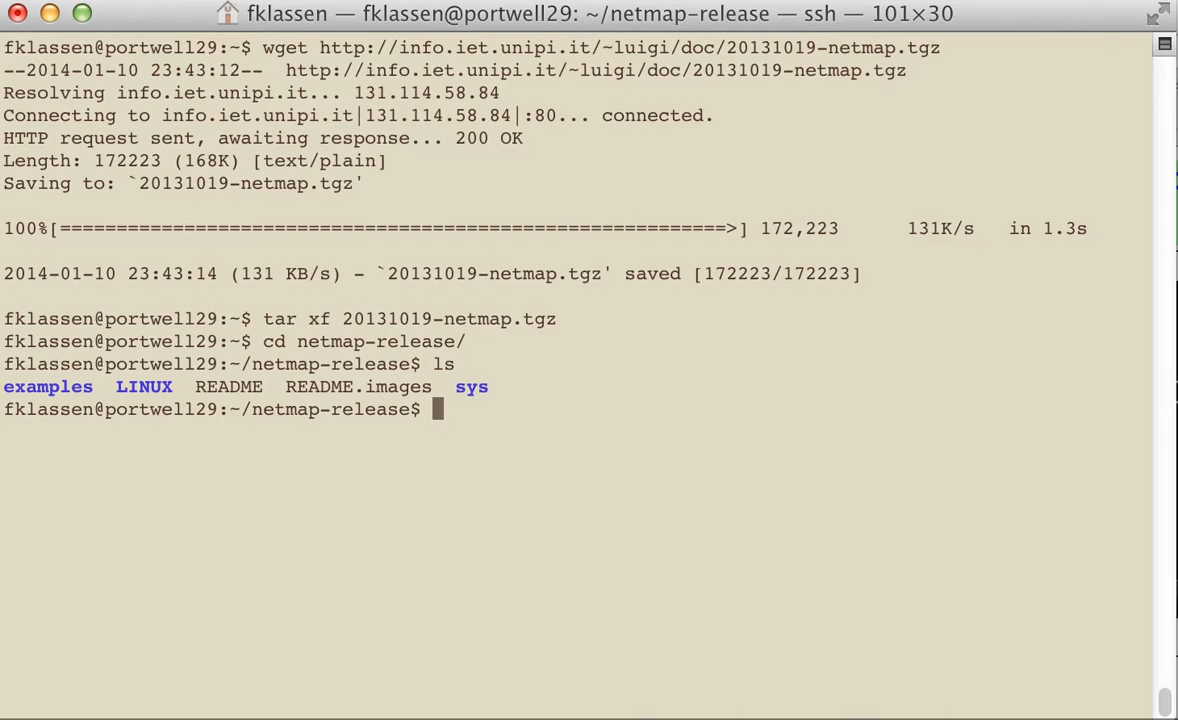 fklassen — fklassen@portwell29: ~/netmap-release — ssh — 101×30
fklassen@portwell29:~$ wget http://info.iet.unipi.it/~luigi/doc/20131019-netmap.tgz
--2014-01-10 23:43:12--  http://info.iet.unipi.it/~luigi/doc/20131019-netmap.tgz
Resolving info.iet.unipi.it... 131.114.58.84
Connecting to info.iet.unipi.it|131.114.58.84|:80... connected.
HTTP request sent, awaiting response... 200 OK
Length: 172223 (168K) [text/plain]
Saving to: `20131019-netmap.tgz'
100%[===========================================================>] 172,223      131K/s   in 1.3s
2014-01-10 23:43:14 (131 KB/s) - `20131019-netmap.tgz' saved [172223/172223]
fklassen@portwell29:~$ tar xf 20131019-netmap.tgz
fklassen@portwell29:~$ cd netmap-release/
fklassen@portwell29:~/netmap-release$ ls
examples  LINUX  README  README.images  sys
fklassen@portwell29:~/netmap-release$